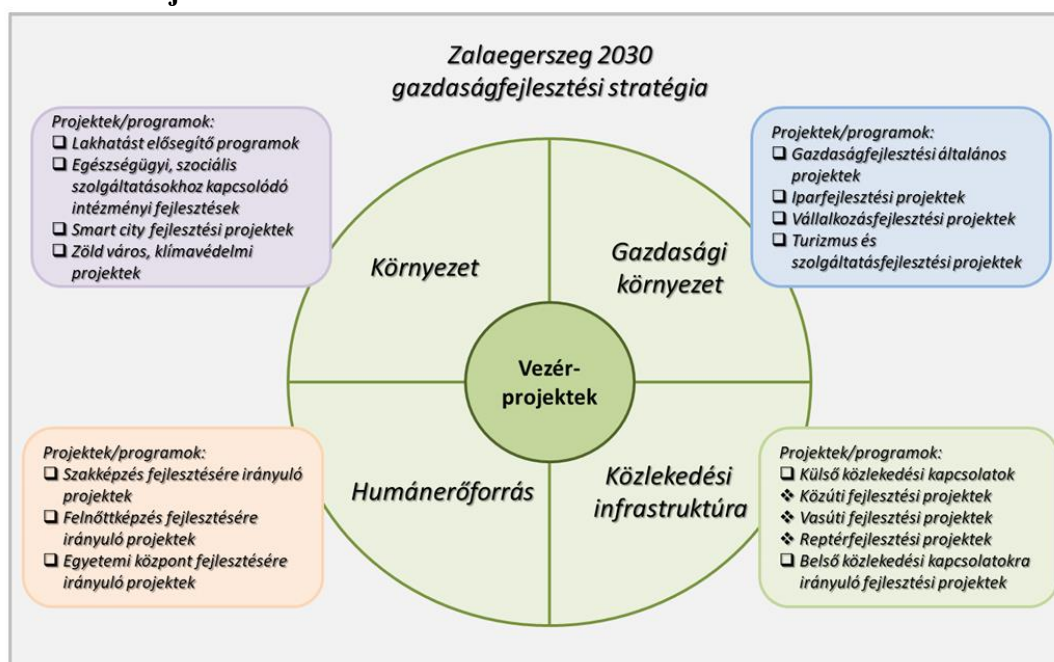 Zalaegerszeg 2030
gazdaságfejlesztési stratégia
Projektek/programok:
❑ Lakhatást elősegítő programok
❑ Egészségügyi, szociális
szolgáltatásokhoz kapcsolódó
intézményi fejlesztések
❑ Smart city fejlesztési projektek
❑ Zöld város, klímavédelmi
projektek
Projektek/programok:
❑ Gazdaságfejlesztési általános
projektek
❑ Iparfejlesztési projektek
❑ Vállalkozásfejlesztési projektek
❑ Turizmus és
szolgáltatásfejlesztési projektek
Környezet
Gazdasági
környezet
Vezér-
projektek
Humánerőforrás
Közlekedési
infrastruktúra
Projektek/programok:
❑ Szakképzés fejlesztésére irányuló
projektek
❑ Felnőttképzés fejlesztésére
irányuló projektek
❑ Egyetemi központ fejlesztésére
irányuló projektek
Projektek/programok:
❑ Külső közlekedési kapcsolatok
❖ Közúti fejlesztési projektek
❖ Vasúti fejlesztési projektek
❖ Reptérfejlesztési projektek
❑ Belső közlekedési kapcsolatokra
irányuló fejlesztési projektek